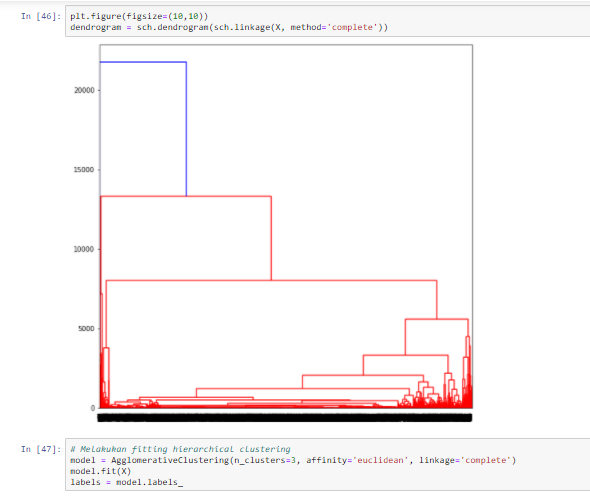 In [46]: plt.figure(figsize=(10,10))
dendrogram = sch.dendrogram(sch.linkage(X, method='complete'))
20000
15000
10000
5000
0
In [47]: # Melakukan fitting hierarchical clustering
model = AgglomerativeClustering(n_clusters=3, affinity='euclidean', linkage='complete')
model.fit(X)
labels = model.labels_